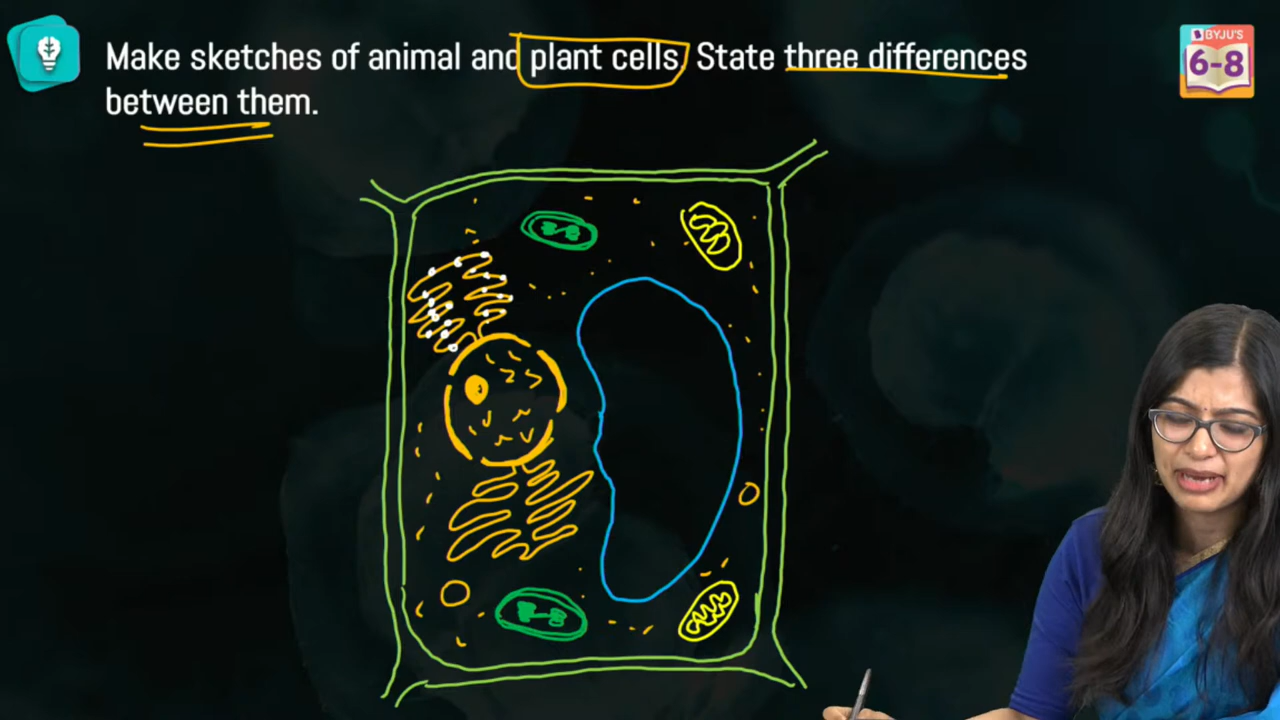 Make sketches of animal and plant cells. State three differences
between them.
BYJU'S
6-8